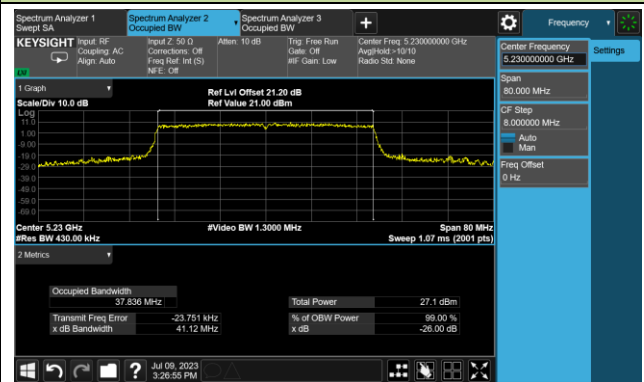 Spectrum Analyzer 1
Swept SA
Spectrum Analyzer 2
Occupied BW
Spectrum Analyzer 3
Occupied BW
Frequency
KEYSIGHT
Input: RF
Coupling: AC
Align: Auto
Input Z: 50 Ω
Corrections: Off
Freq Ref: Int (S)
NFE: Off
Atten: 10 dB
Trig: Free Run
Gate: Off
#IF Gain: Low
Center Freq: 5.230000000 GHz
Avg|Hold:>10/10
Radio Std: None
Center Frequency
5.230000000 GHz
Settings
Span
80.000 MHz
CF Step
8.000000 MHz
Auto
Man
Freq Offset
0 Hz
1 Graph
Scale/Div 10.0 dB
Ref Lvl Offset 21.20 dB
Ref Value 21.00 dBm
Log
11.0
1.00
-9.00
-19.0
-29.0
-39.0
-49.0
-59.0
-69.0
Center 5.23 GHz
#Video BW 1.3000 MHz
Span 80 MHz
#Res BW 430.00 kHz
Sweep 1.07 ms (2001 pts)
2 Metrics
Occupied Bandwidth
37.836 MHz
Total Power 27.1 dBm
Transmit Freq Error -23.751 kHz
% of OBW Power 99.00 %
x dB Bandwidth 41.12 MHz
x dB -26.00 dB
Jul 09, 2023
3:26:55 PM